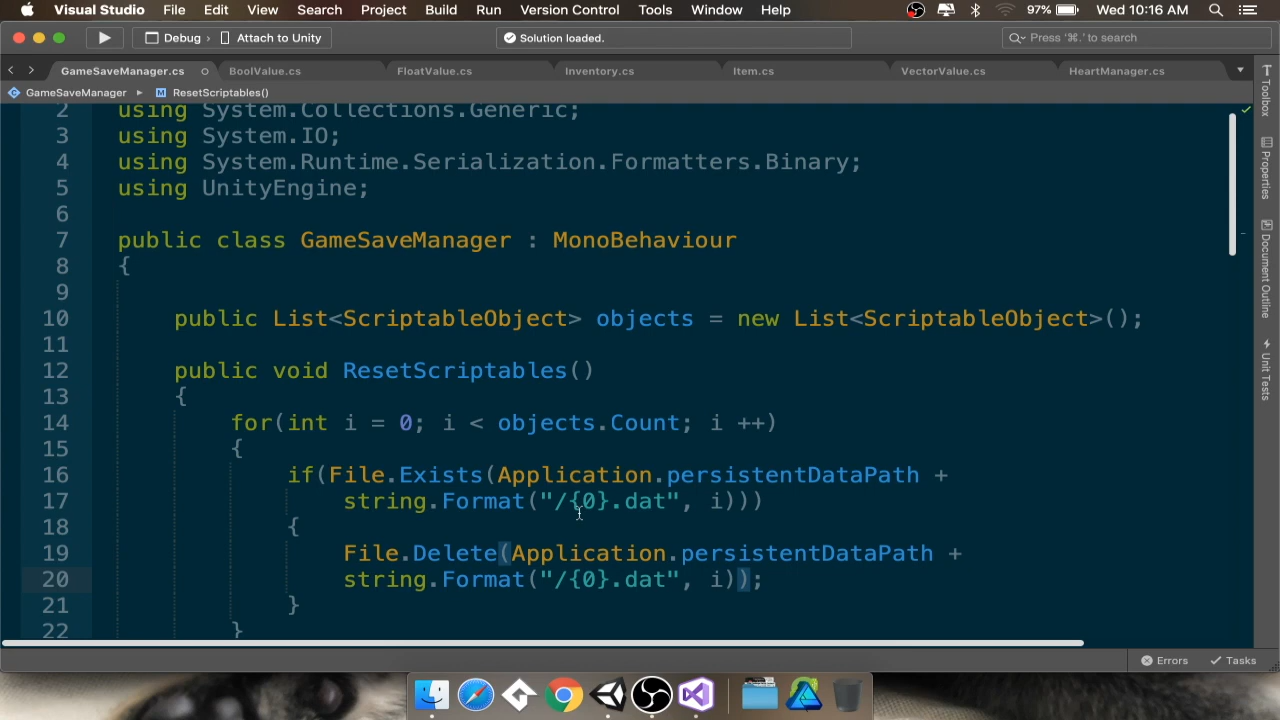 Visual Studio File Edit View Search Project Build Run Version Control Tools Window Help 97% Wed 10:16 AM
Debug › Attach to Unity Solution loaded. Press '⌘.' to search
GameSaveManager.cs BoolValue.cs FloatValue.cs Inventory.cs Item.cs VectorValue.cs HeartManager.cs
GameSaveManager ResetScriptables()
2 using System.Collections.Generic;
3 using System.IO;
4 using System.Runtime.Serialization.Formatters.Binary;
5 using UnityEngine;
6
7 public class GameSaveManager : MonoBehaviour
8 {
9
10 public List<ScriptableObject> objects = new List<ScriptableObject>();
11
12 public void ResetScriptables()
13 {
14 for(int i = 0; i < objects.Count; i ++)
15 {
16 if(File.Exists(Application.persistentDataPath +
17 string.Format("/{0}.dat", i)))
18 {
19 File.Delete(Application.persistentDataPath +
20 string.Format("/{0}.dat", i));
21 }
22 }
Toolbox
Properties
Document Outline
Unit Tests
Errors Tasks